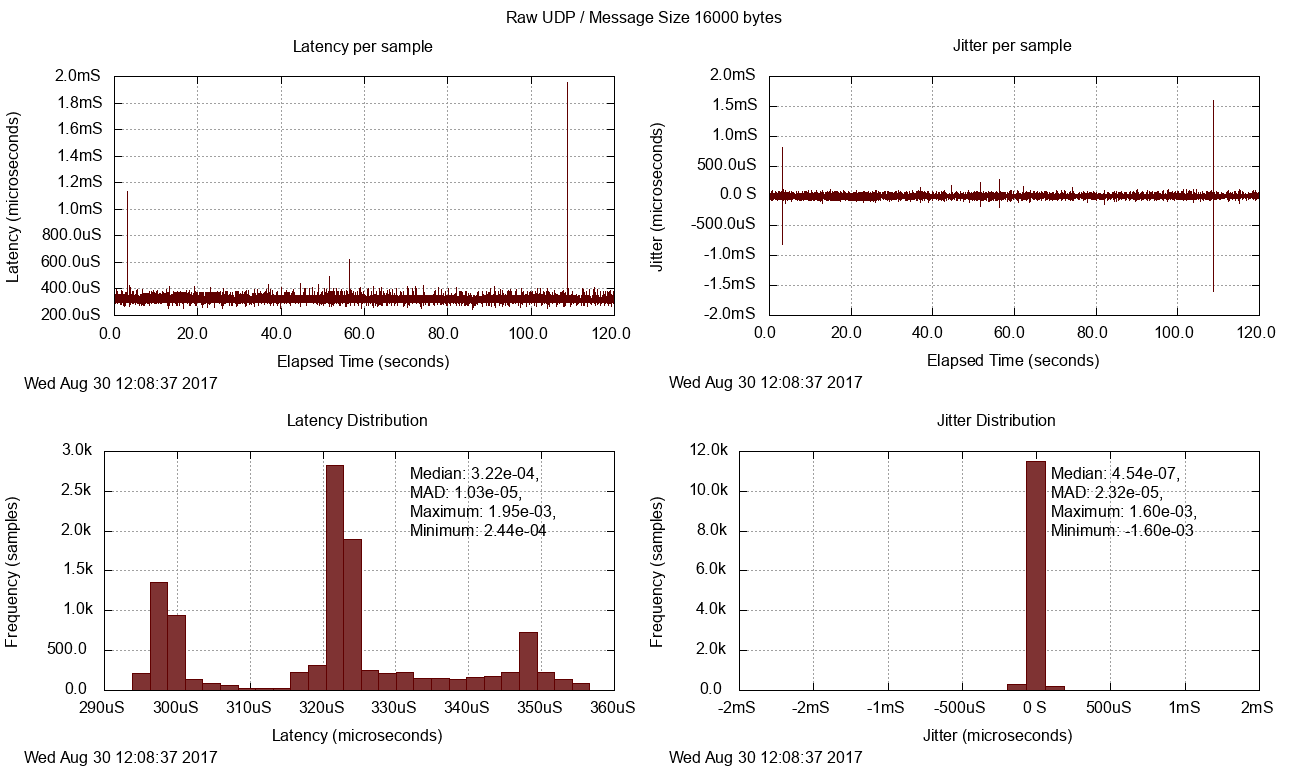 Raw UDP / Message Size 16000 bytes
Latency per sample
2.0mS
1.8mS
1.6mS
1.4mS
1.2mS
1.0mS
800.0uS
600.0uS
400.0uS
200.0uS
Latency (microseconds)
0.0 20.0 40.0 60.0 80.0 100.0 120.0
Elapsed Time (seconds)
Wed Aug 30 12:08:37 2017
Jitter per sample
2.0mS
1.5mS
1.0mS
500.0uS
0.0 S
-500.0uS
-1.0mS
-1.5mS
-2.0mS
Jitter (microseconds)
0.0 20.0 40.0 60.0 80.0 100.0 120.0
Elapsed Time (seconds)
Wed Aug 30 12:08:37 2017
Latency Distribution
3.0k
2.5k
2.0k
1.5k
1.0k
500.0
0.0
Frequency (samples)
Median: 3.22e-04,
MAD: 1.03e-05,
Maximum: 1.95e-03,
Minimum: 2.44e-04
290uS 300uS 310uS 320uS 330uS 340uS 350uS 360uS
Latency (microseconds)
Wed Aug 30 12:08:37 2017
Jitter Distribution
12.0k
10.0k
8.0k
6.0k
4.0k
2.0k
0.0
Frequency (samples)
Median: 4.54e-07,
MAD: 2.32e-05,
Maximum: 1.60e-03,
Minimum: -1.60e-03
-2mS -2mS -1mS -500uS 0 S 500uS 1mS 2mS
Jitter (microseconds)
Wed Aug 30 12:08:37 2017